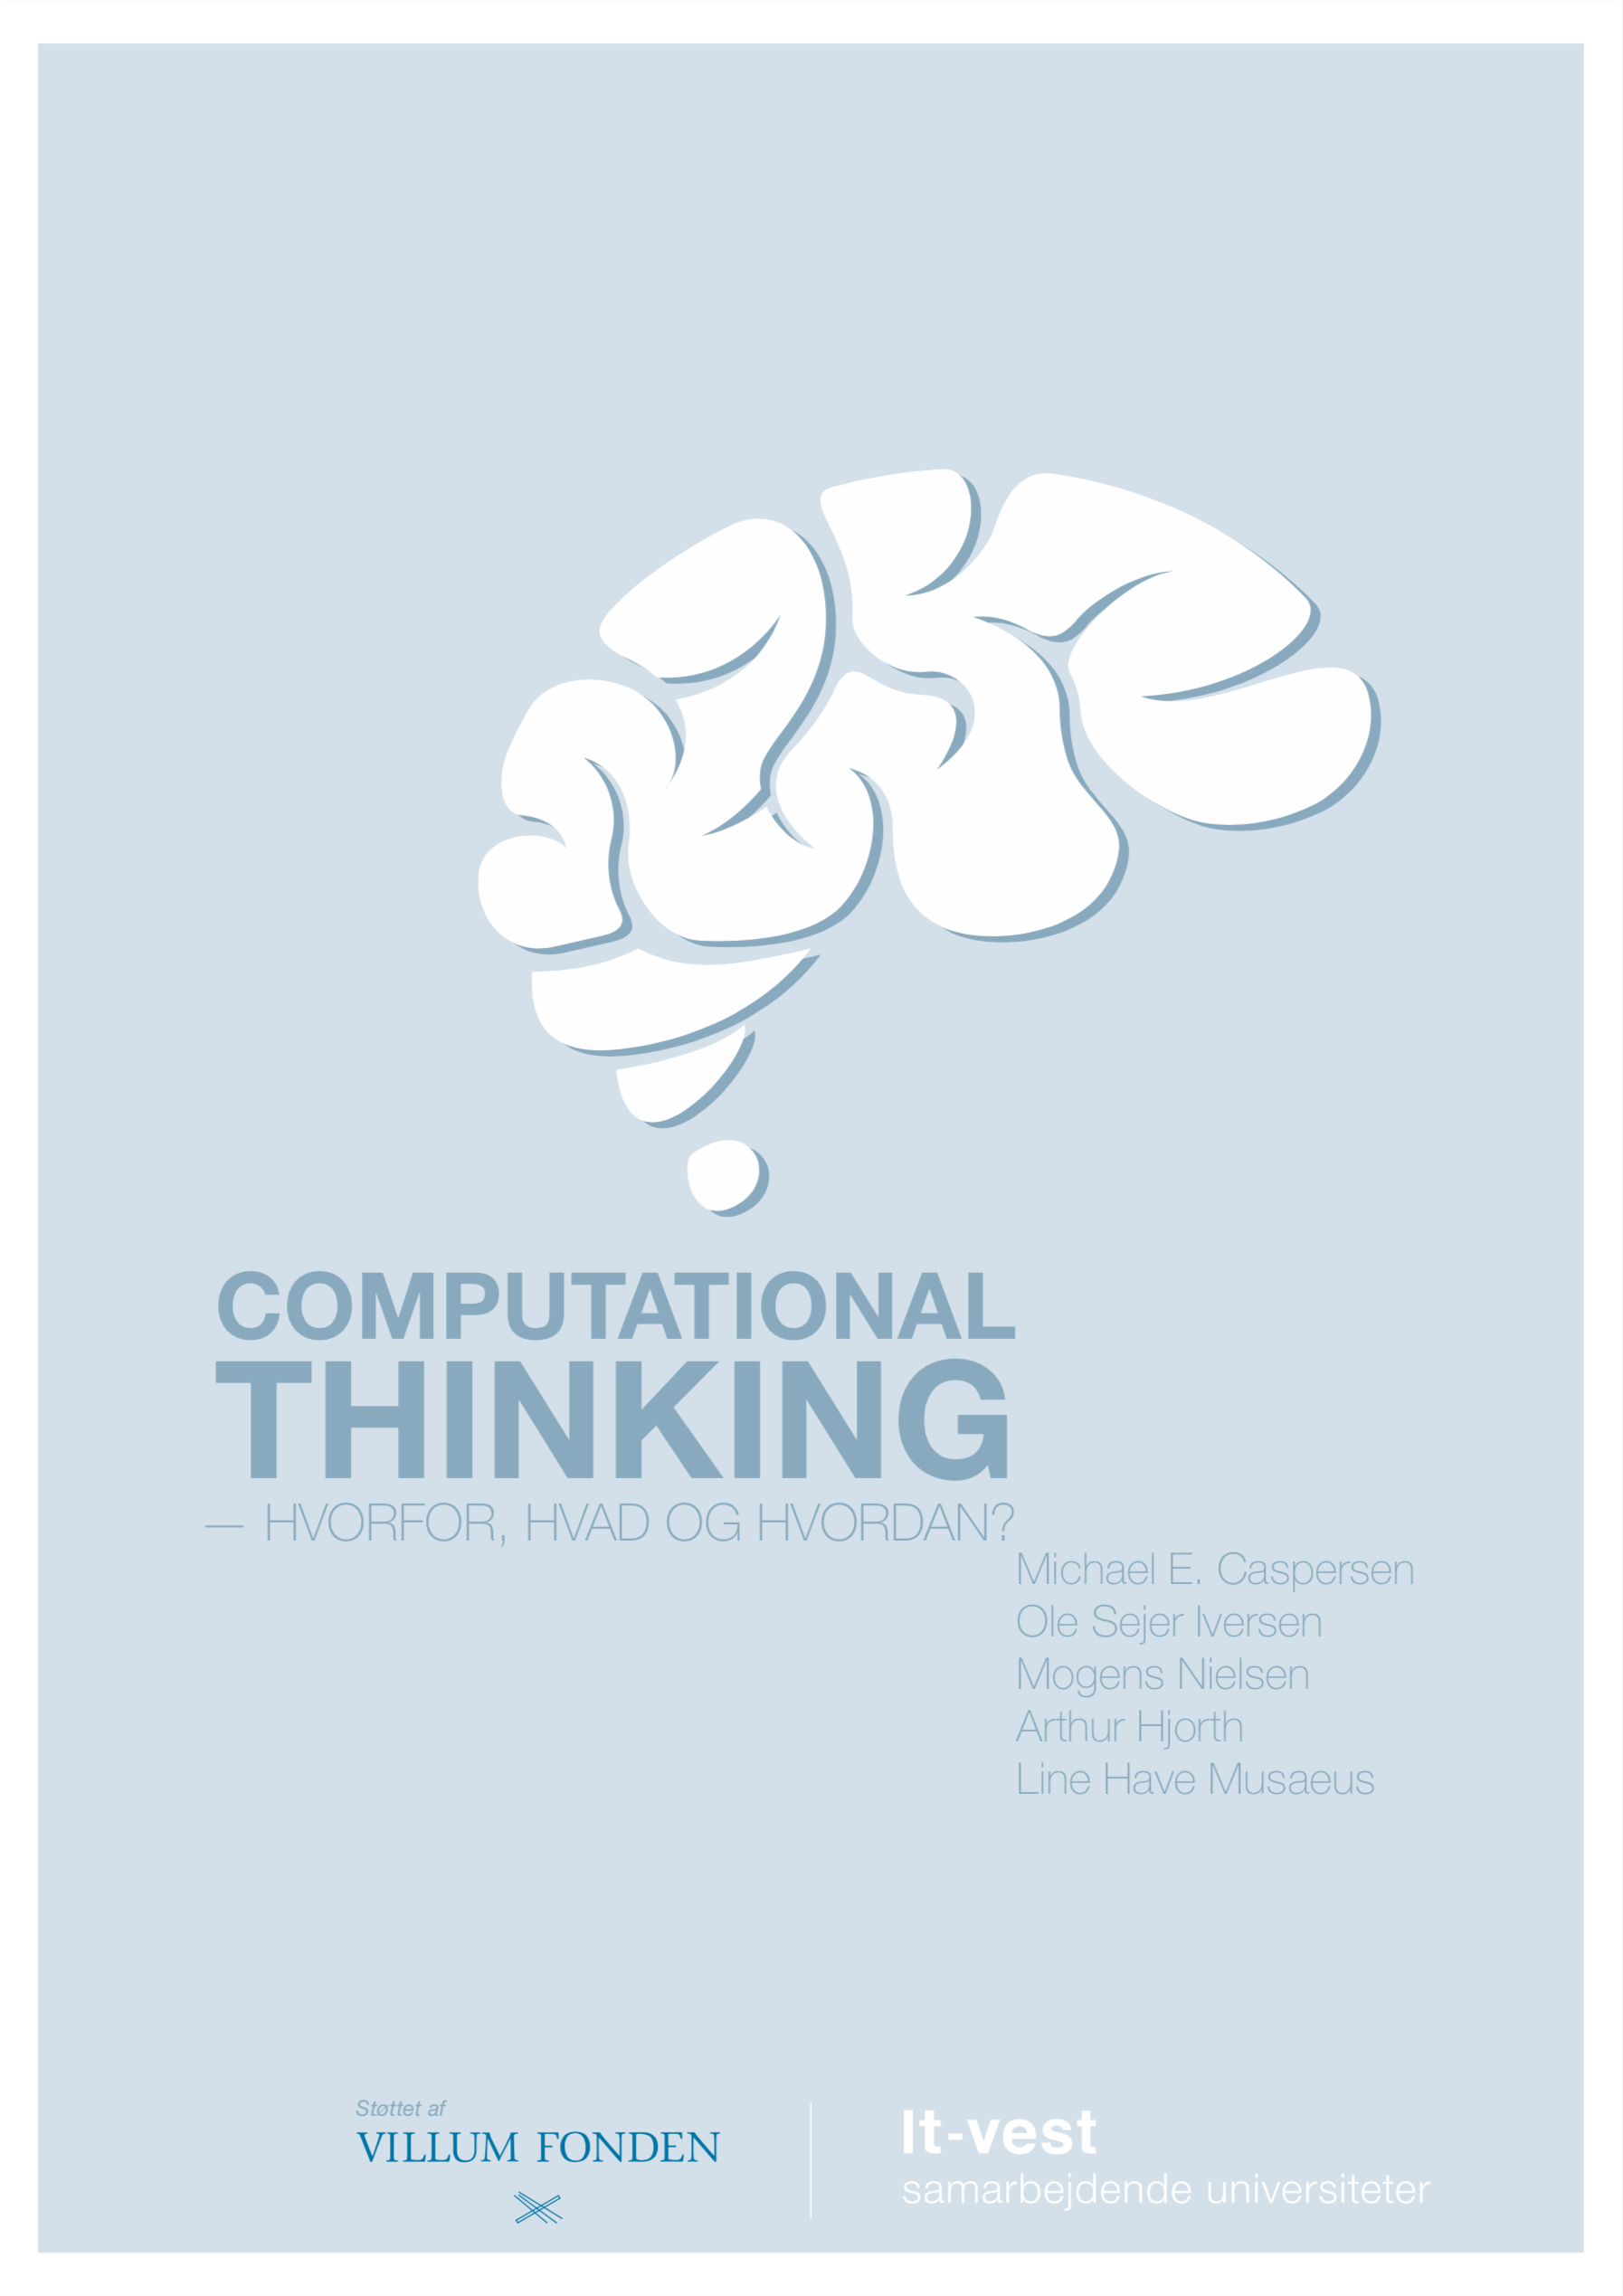 COMPUTATIONAL
THINKING
— HVORFOR, HVAD OG HVORDAN?
Michael E. Caspersen
Ole Sejer Iversen
Mogens Nielsen
Arthur Hjorth
Line Have Musaeus
Støttet af
VILLUM FONDEN
It-vest
samarbejdende universiteter